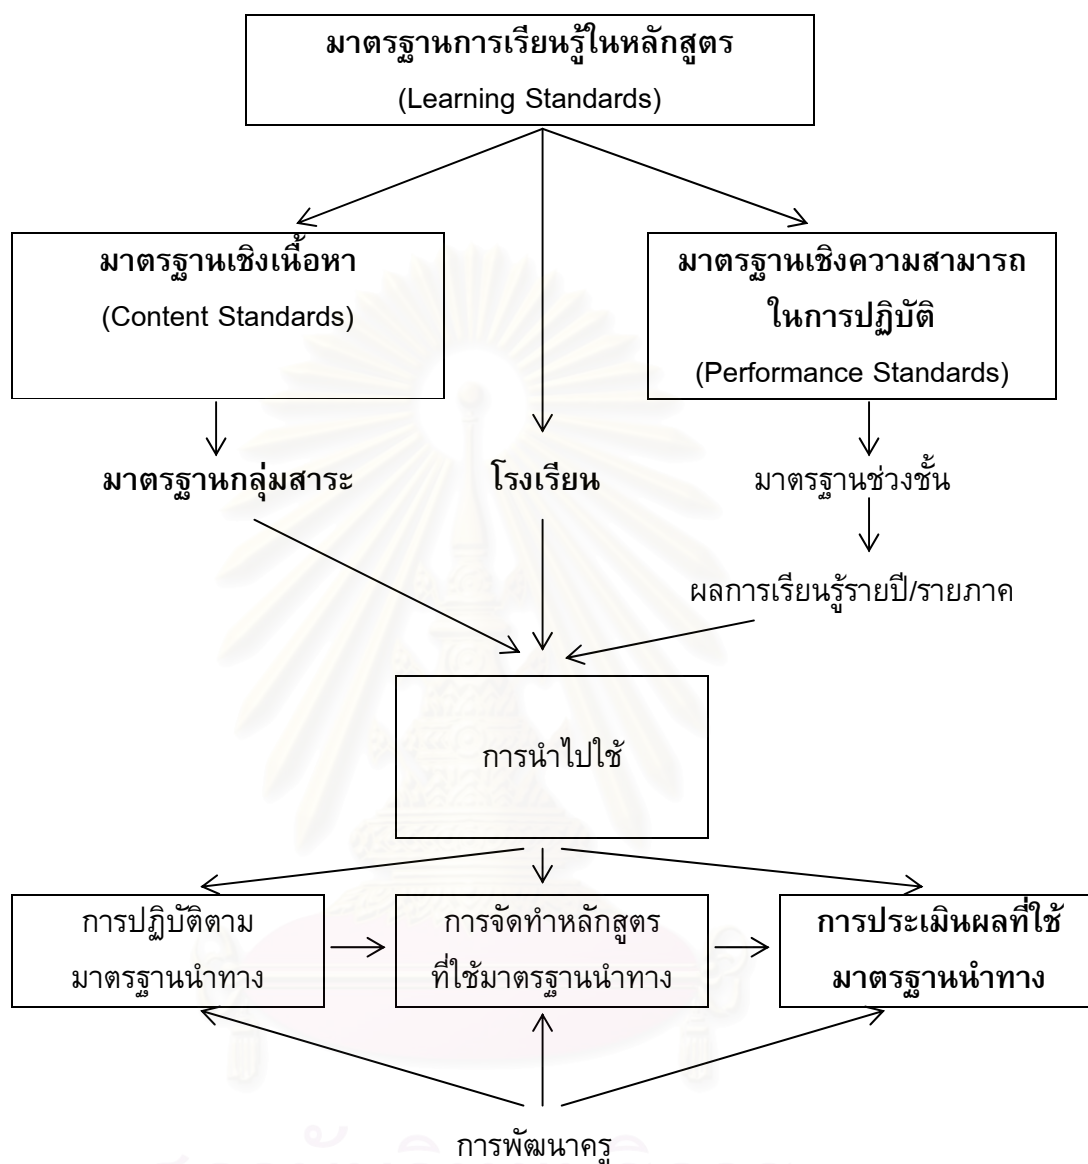 มาตรฐานการเรียนรู้ในหลักสูตร
(Learning Standards)
มาตรฐานเชิงเนื้อหา
(Content Standards)
มาตรฐานเชิงความสามารถ
ในการปฏิบัติ
(Performance Standards)
มาตรฐานกลุ่มสาระ
โรงเรียน
มาตรฐานช่วงชั้น
ผลการเรียนรู้รายปี/รายภาค
การนำไปใช้
การปฏิบัติตาม
มาตรฐานนำทาง
การจัดทำหลักสูตร
ที่ใช้มาตรฐานนำทาง
การประเมินผลที่ใช้
มาตรฐานนำทาง
การพัฒนาครู